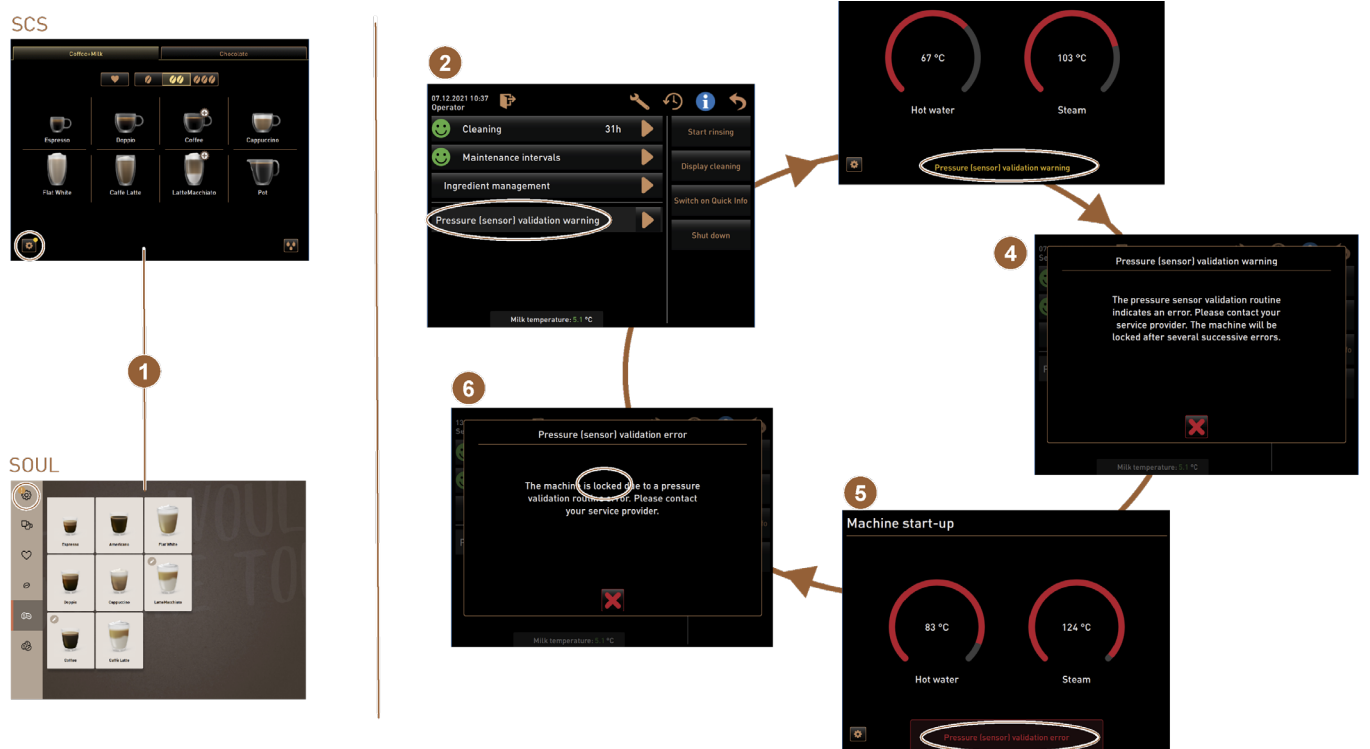 SCS
Coffee+Milk
Chocolate
Espresso
Doppio
Coffee
Cappuccino
Flat White
Caffe Latte
LatteMacchiato
Pot
1
SOUL
Espresso
Americano
Flat White
Doppio
Cappuccino
LatteMacchiato
Coffee
Caffè Latte
2
07.12.2021 10:37
Operator
Cleaning 31h
Maintenance intervals
Ingredient management
Pressure (sensor) validation warning
Start rinsing
Display cleaning
Switch on Quick Info
Shut down
Milk temperature: 5.1 °C
67 °C
103 °C
Hot water
Steam
Pressure (sensor) validation warning
4
07.
Se
Pressure (sensor) validation warning
The pressure sensor validation routine
indicates an error. Please contact your
service provider. The machine will be
locked after several successive errors.
Milk temperature: 5.1 °C
5
Machine start-up
83 °C
124 °C
Hot water
Steam
Pressure (sensor) validation error
6
13
Se
Pressure (sensor) validation error
The machine is locked due to a pressure
validation routine error. Please contact
your service provider.
Milk temperature: 5.1 °C